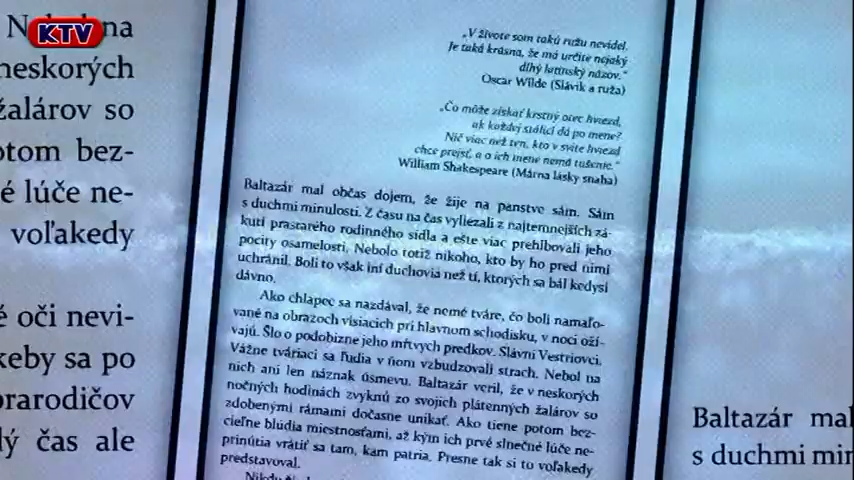 KTV
na
neskorých
žalárov so
otom bez-
é lúče ne-
voľakedy
é oči nevi-
keby sa po
prarodičov
lý čas ale
„V živote som takú ružu nevidel.
Je taká krásna, že má určite nejaký
dlhý latinský názov.“
Oscar Wilde (Slávik a ruža)
„Čo môže získať krstný otec hviezd,
ak každej stálici dá po mene?
Nič viac než ten, kto v svite hviezd
chce prejsť, a o ich mene nemá tušenie.“
William Shakespeare (Márna lásky snaha)
Baltazár mal občas dojem, že žije na panstve sám. Sám
s duchmi minulosti. Z času na čas vyliezali z najtemnejších zá-
kutí prastarého rodinného sídla a ešte viac prehlbovali jeho
pocity osamelosti. Nebolo totiž nikoho, kto by ho pred nimi
uchránil. Boli to však iní duchovia než tí, ktorých sa bál kedysi
dávno.
Ako chlapec sa nazdával, že nemé tváre, čo boli namaľo-
vané na obrazoch visiacich pri hlavnom schodisku, v noci oží-
vajú. Šlo o podobizne jeho mŕtvych predkov. Slávni Vestriovci.
Vážne tváriaci sa ľudia v ňom vzbudzovali strach. Nebol na
nich ani len náznak úsmevu. Baltazár veril, že v neskorých
nočných hodinách zvyknú zo svojich plátenných žalárov so
zdobenými rámami dočasne unikať. Ako tiene potom bez-
cieľne blúdia miestnosťami, až kým ich prvé slnečné lúče ne-
prinútia vrátiť sa tam, kam patria. Presne tak si to voľakedy
predstavoval.
Baltazár mal
s duchmi min